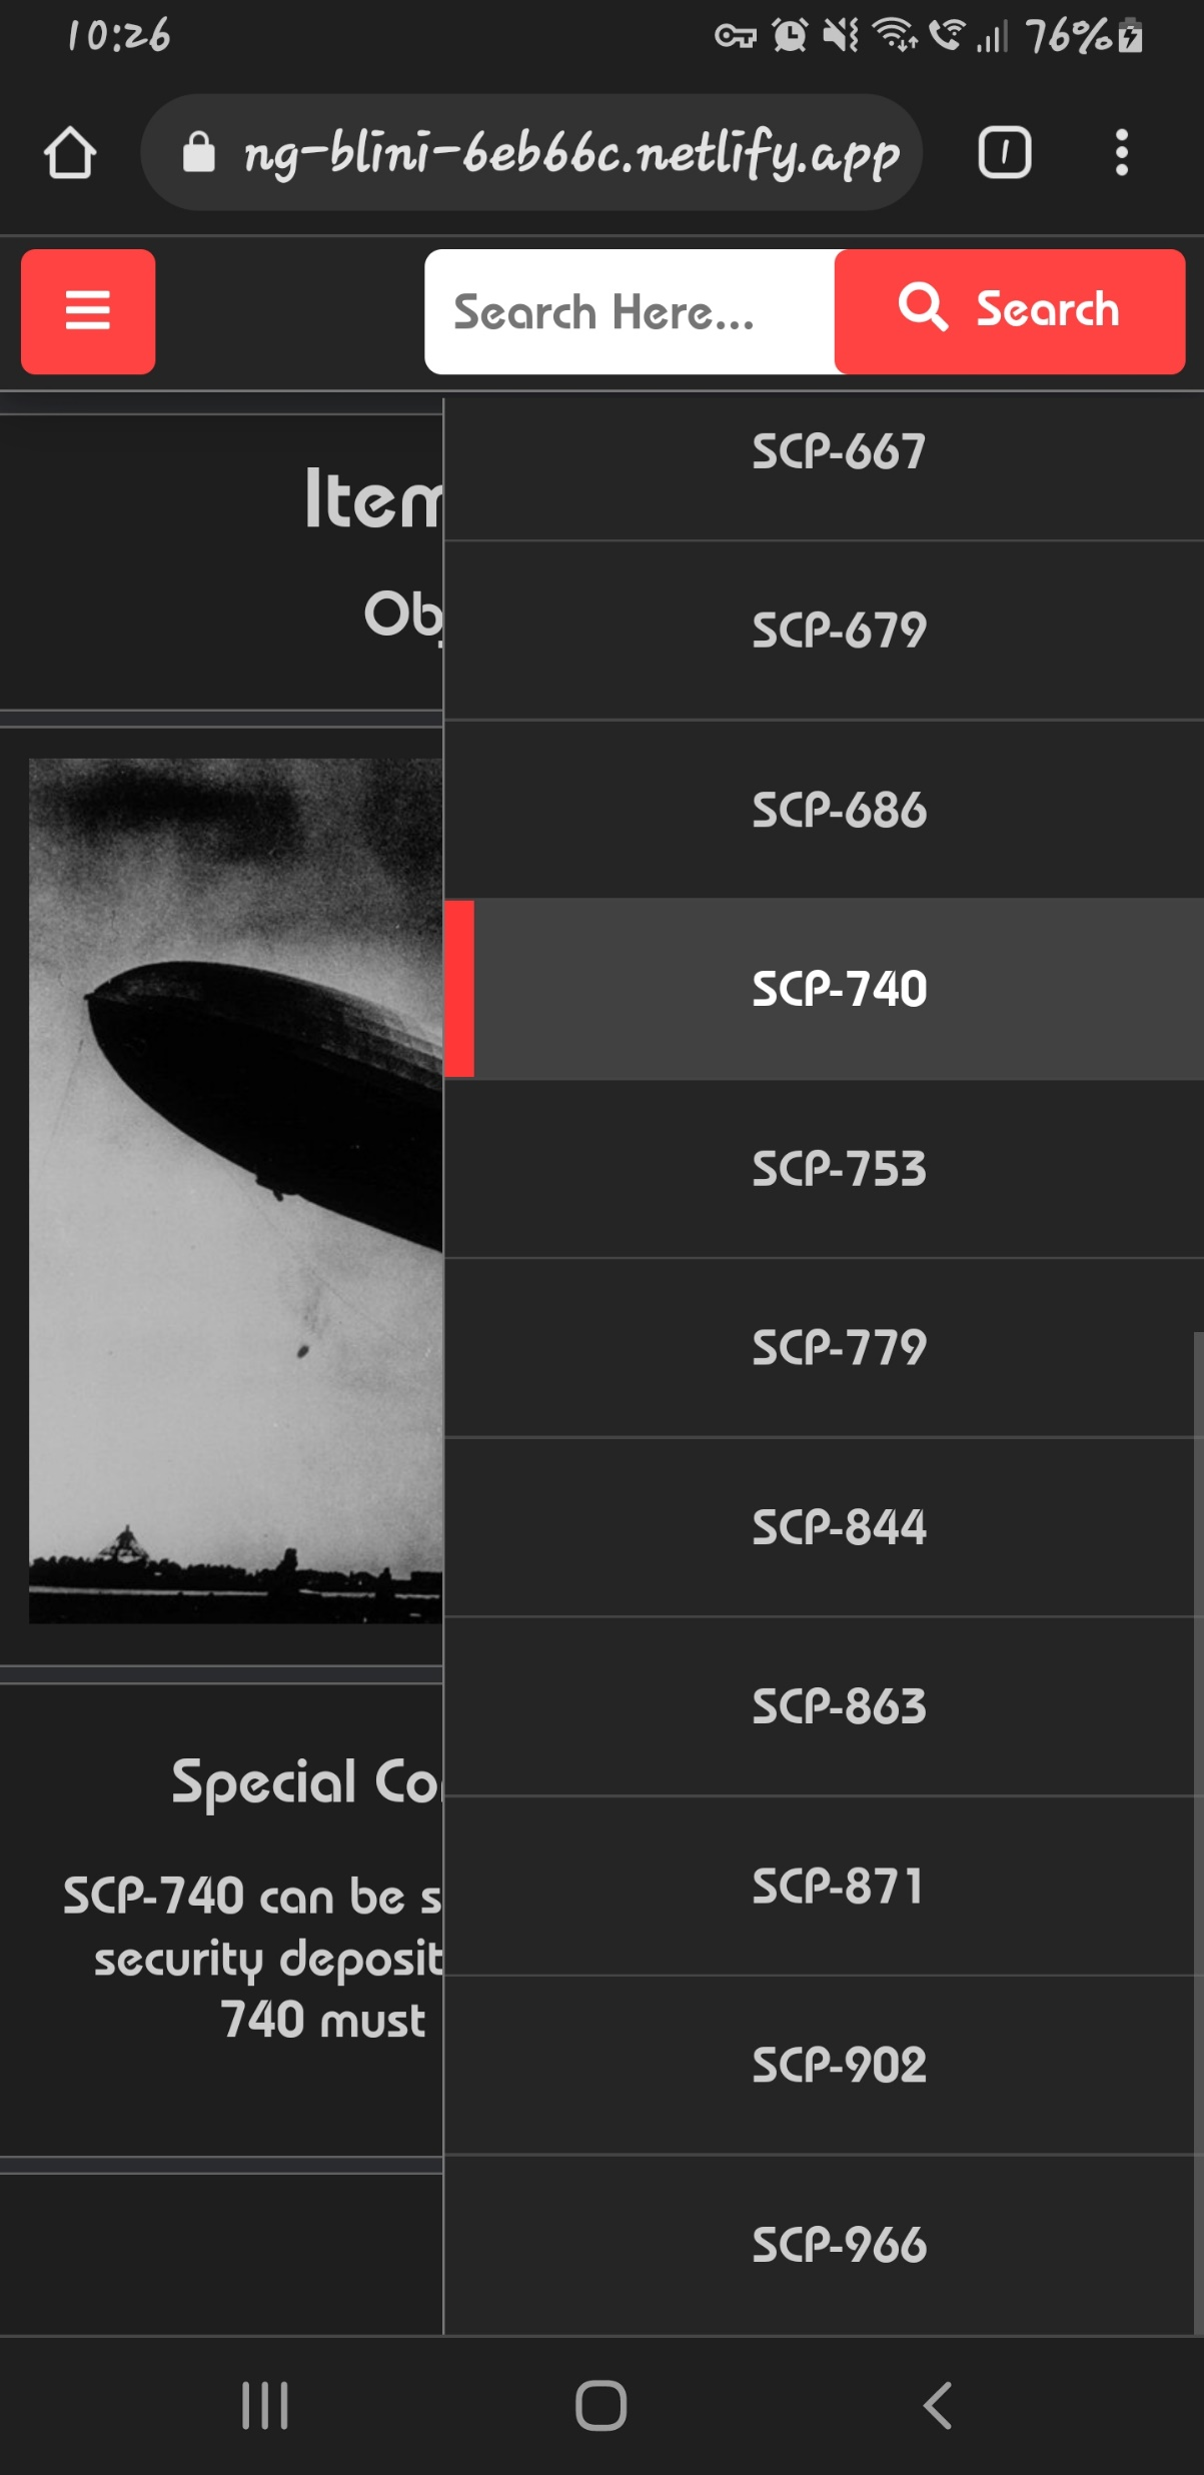 10:26
76%
ng-blini-6eb66c.netlify.app
1
Search Here...
Search
Item
Ob
Special Co
SCP-740 can be s
security deposit
740 must
SCP-667
SCP-679
SCP-686
SCP-740
SCP-753
SCP-779
SCP-844
SCP-863
SCP-871
SCP-902
SCP-966